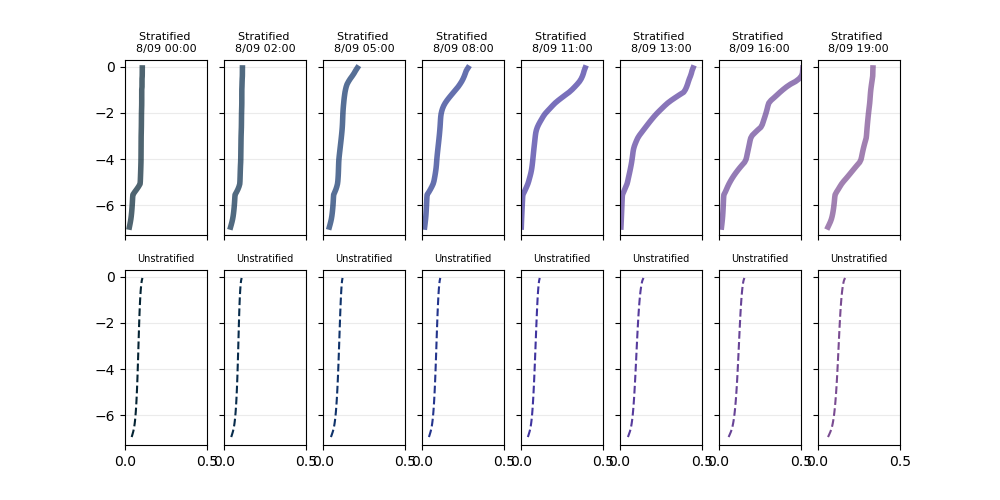 Stratified
8/09 00:00
Stratified
8/09 02:00
Stratified
8/09 05:00
Stratified
8/09 08:00
Stratified
8/09 11:00
Stratified
8/09 13:00
Stratified
8/09 16:00
Stratified
8/09 19:00
0
−2
−4
−6
Unstratified
Unstratified
Unstratified
Unstratified
Unstratified
Unstratified
Unstratified
Unstratified
0
−2
−4
−6
0.0
0.5
0.0
0.5
0.0
0.5
0.0
0.5
0.0
0.5
0.0
0.5
0.0
0.5
0.0
0.5